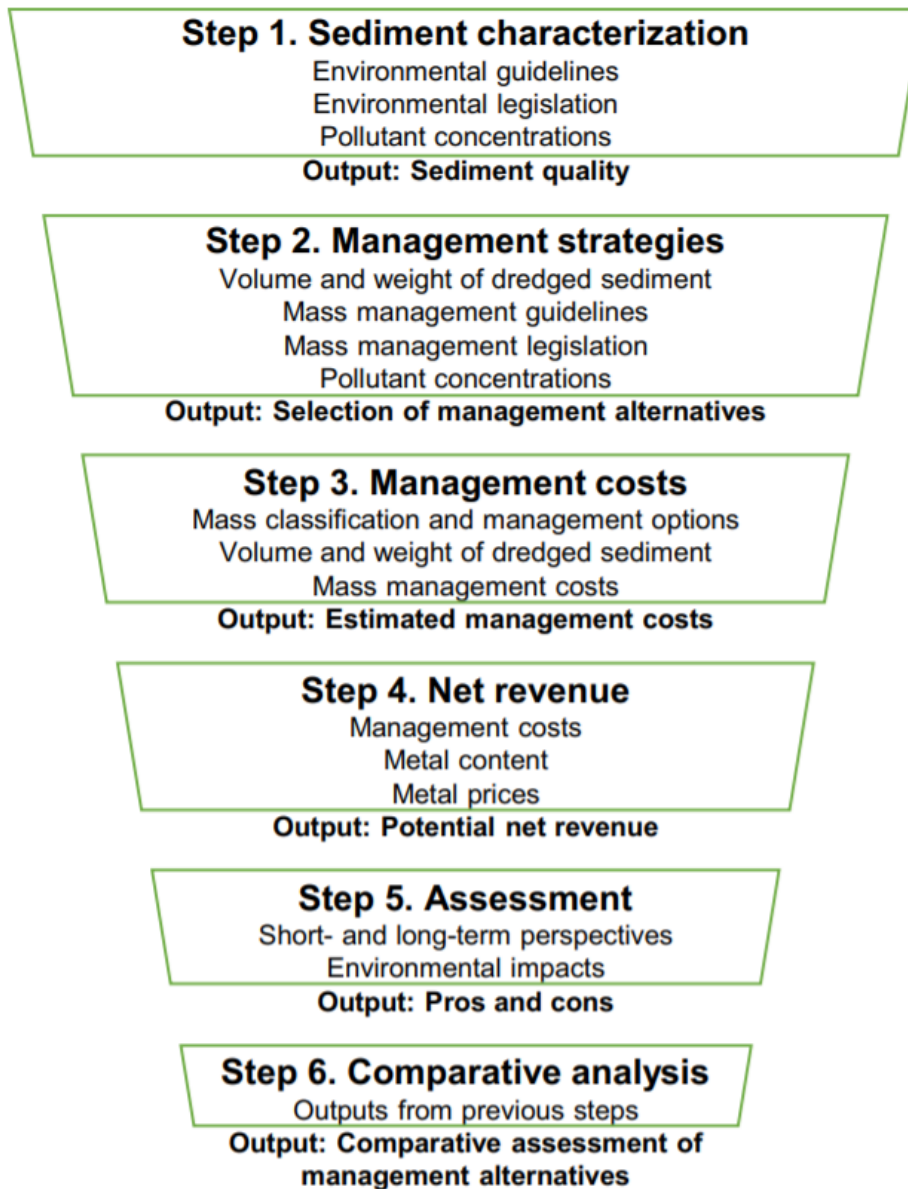 Step 1. Sediment characterization
Environmental guidelines
Environmental legislation
Pollutant concentrations
Output: Sediment quality
Step 2. Management strategies
Volume and weight of dredged sediment
Mass management guidelines
Mass management legislation
Pollutant concentrations
Output: Selection of management alternatives
Step 3. Management costs
Mass classification and management options
Volume and weight of dredged sediment
Mass management costs
Output: Estimated management costs
Step 4. Net revenue
Management costs
Metal content
Metal prices
Output: Potential net revenue
Step 5. Assessment
Short- and long-term perspectives
Environmental impacts
Output: Pros and cons
Step 6. Comparative analysis
Outputs from previous steps
Output: Comparative assessment of
management alternatives